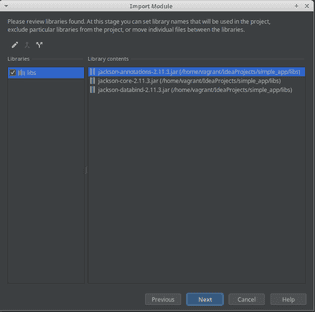 Import Module
Please review libraries found. At this stage you can set library names that will be used in the project,
exclude particular libraries from the project, or move individual files between the libraries.
Libraries
Library contents
libs
jackson-annotations-2.11.3.jar (/home/vagrant/IdeaProjects/simple_app/libs)
jackson-core-2.11.3.jar (/home/vagrant/IdeaProjects/simple_app/libs)
jackson-databind-2.11.3.jar (/home/vagrant/IdeaProjects/simple_app/libs)
Previous
Next
Cancel
Help